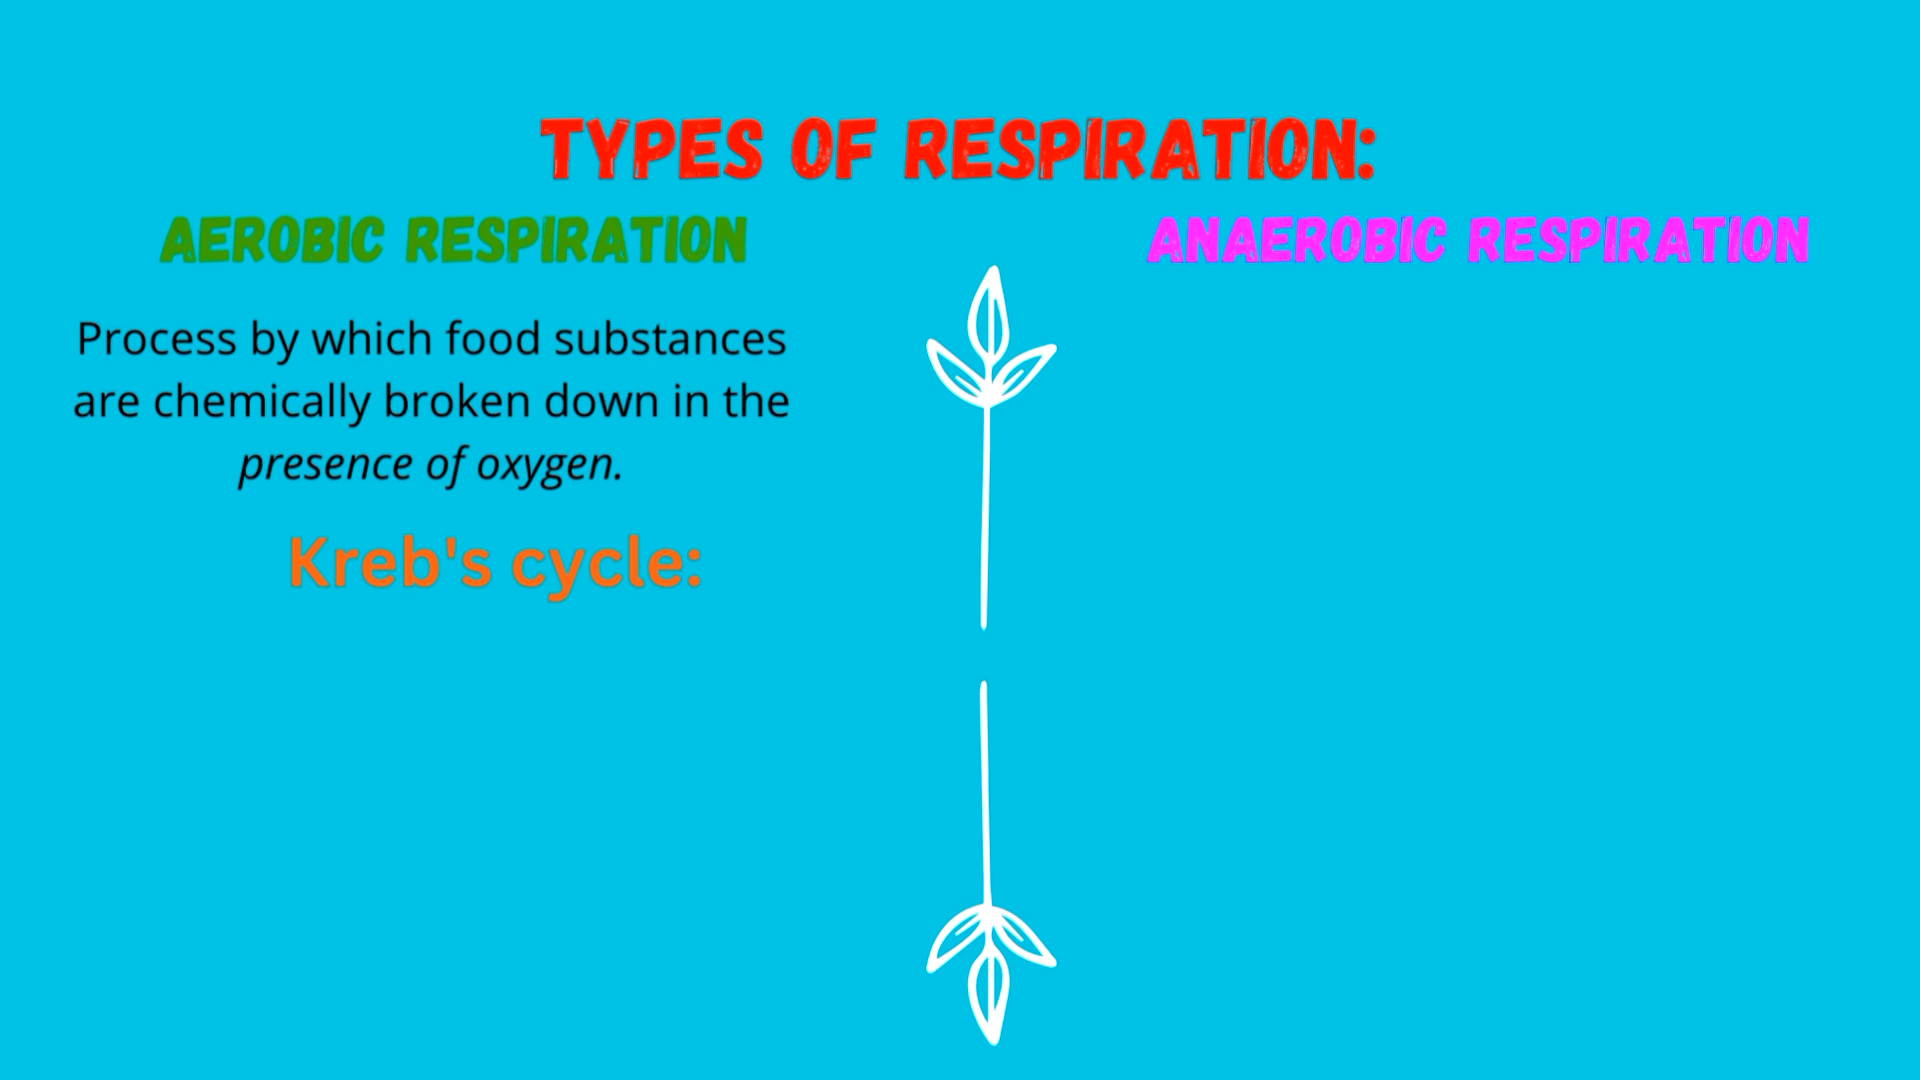 TYPES OF RESPIRATION:
AEROBIC RESPIRATION
ANAEROBIC RESPIRATION
Process by which food substances
are chemically broken down in the
presence of oxygen.
Kreb's cycle: